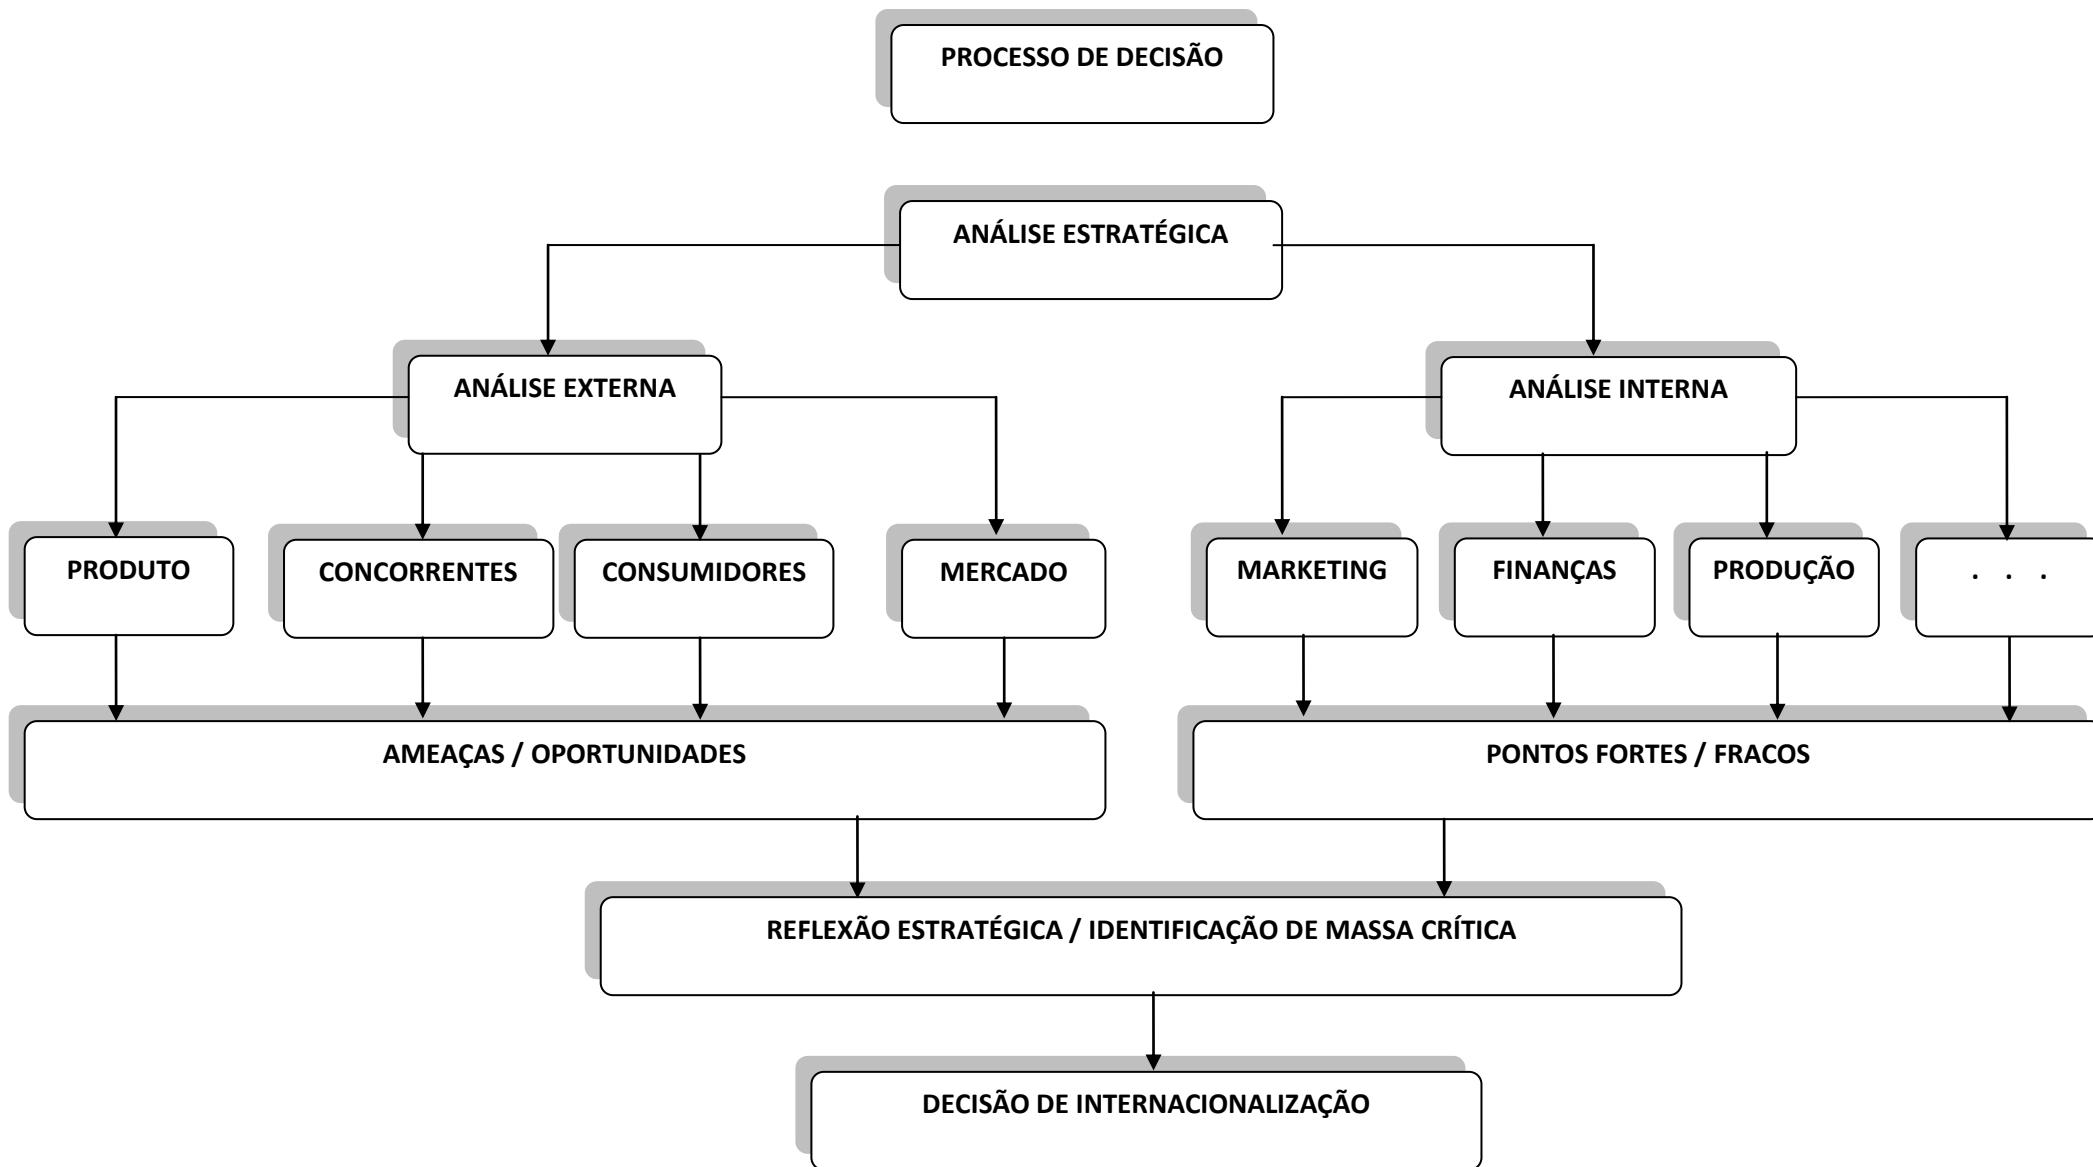 PROCESSO DE DECISÃO
ANÁLISE ESTRATÉGICA
ANÁLISE EXTERNA
ANÁLISE INTERNA
PRODUTO
CONCORRENTES
CONSUMIDORES
MERCADO
MARKETING
FINANÇAS
PRODUÇÃO
. . .
AMEAÇAS / OPORTUNIDADES
PONTOS FORTES / FRACOS
REFLEXÃO ESTRATÉGICA / IDENTIFICAÇÃO DE MASSA CRÍTICA
DECISÃO DE INTERNACIONALIZAÇÃO